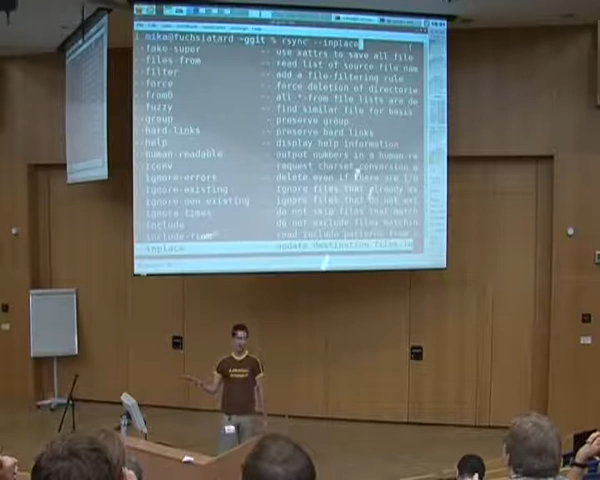 mika@fuchsiatard ~ggit % rsync --inplace
--fake-super -- use xattrs to save all file
--files-from -- read list of source file nam
--filter -- add a file-filtering rule
--force -- force deletion of directorie
--from0 -- all *-from file lists are de
--fuzzy -- find similar file for basis
--group -- preserve group
--hard-links -- preserve hard links
--help -- display help information
--human-readable -- output numbers in a human-re
--iconv -- request charset conversion o
--ignore-errors -- delete even if there are I/O
--ignore-existing -- ignore files that already ex
--ignore-non-existing -- ignore files that do not exi
--ignore-times -- do not skip files that match
--include -- do not exclude files matchin
--include-from -- read include patterns from
--inplace -- update destination files in